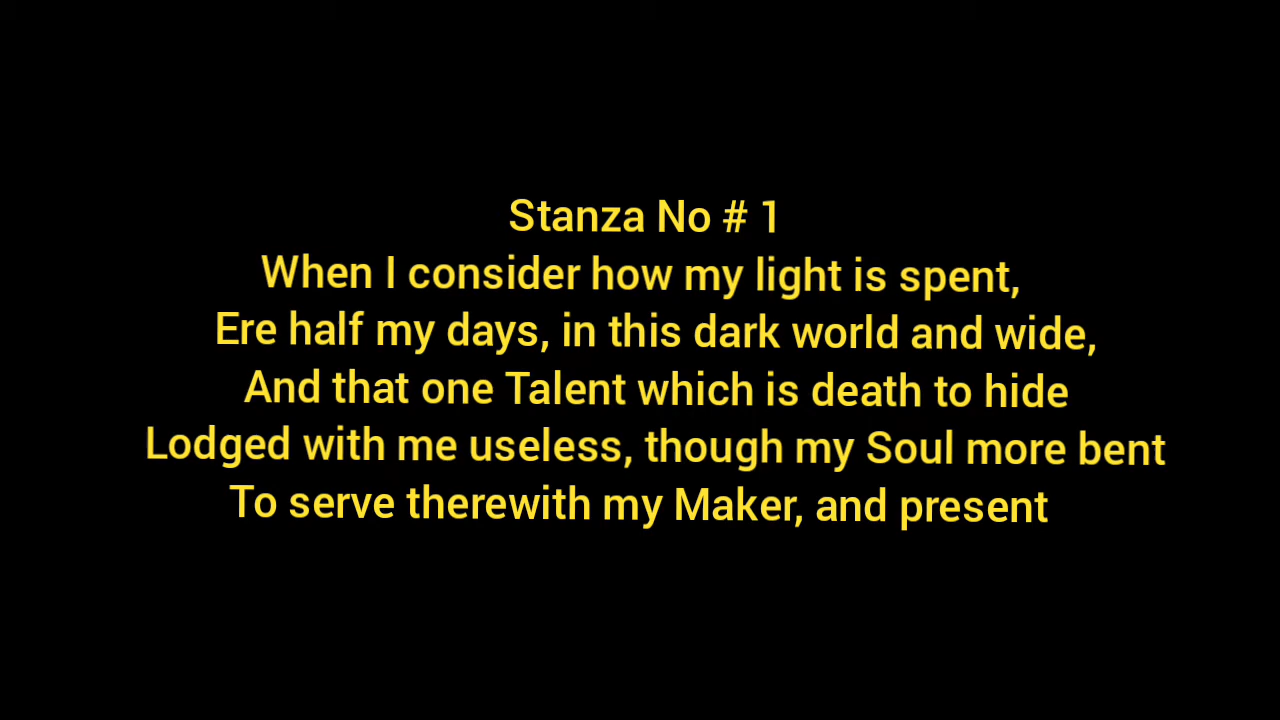 Stanza No # 1
When I consider how my light is spent,
Ere half my days, in this dark world and wide,
And that one Talent which is death to hide
Lodged with me useless, though my Soul more bent
To serve therewith my Maker, and present